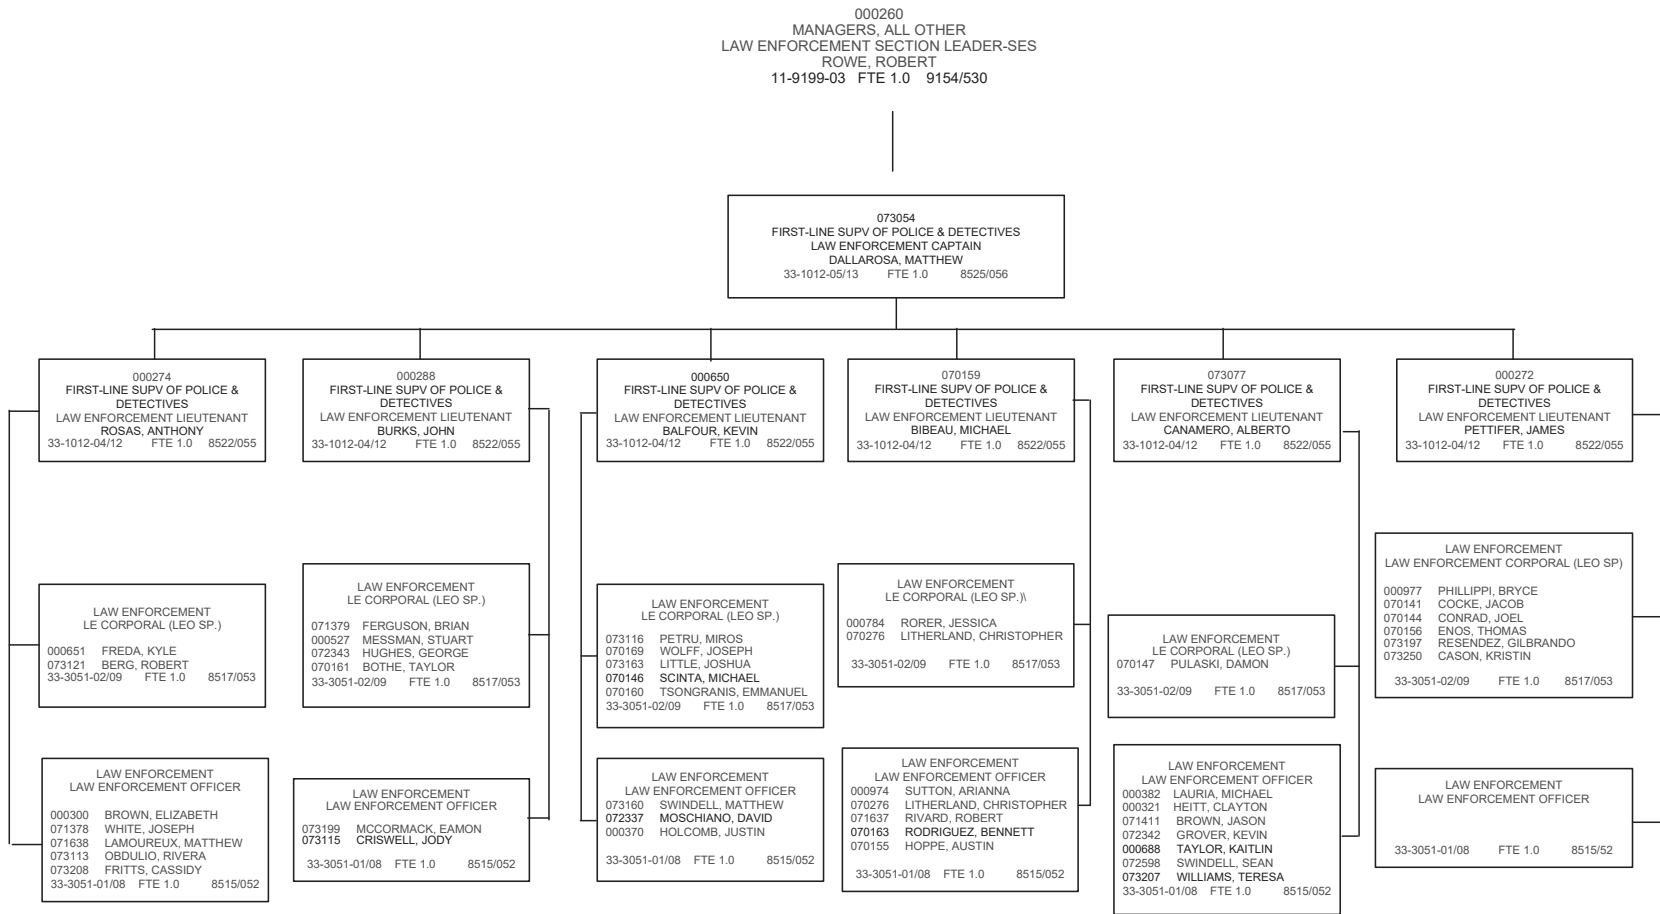 000260
MANAGERS, ALL OTHER
LAW ENFORCEMENT SECTION LEADER-SES
ROWE, ROBERT
11-9199-03 FTE 1.0 9154/530
073054
FIRST-LINE SUPV OF POLICE & DETECTIVES
LAW ENFORCEMENT CAPTAIN
DALLAROSA, MATTHEW
33-1012-05/13 FTE 1.0 8525/056
000274
FIRST-LINE SUPV OF POLICE &
DETECTIVES
LAW ENFORCEMENT LIEUTENANT
ROSAS, ANTHONY
33-1012-04/12 FTE 1.0 8522/055
000288
FIRST-LINE SUPV OF POLICE &
DETECTIVES
LAW ENFORCEMENT LIEUTENANT
BURKS, JOHN
33-1012-04/12 FTE 1.0 8522/055
000650
FIRST-LINE SUPV OF POLICE &
DETECTIVES
LAW ENFORCEMENT LIEUTENANT
BALFOUR, KEVIN
33-1012-04/12 FTE 1.0 8522/055
070159
FIRST-LINE SUPV OF POLICE &
DETECTIVES
LAW ENFORCEMENT LIEUTENANT
BIBEAU, MICHAEL
33-1012-04/12 FTE 1.0 8522/055
073077
FIRST-LINE SUPV OF POLICE &
DETECTIVES
LAW ENFORCEMENT LIEUTENANT
CANAMERO, ALBERTO
33-1012-04/12 FTE 1.0 8522/055
000272
FIRST-LINE SUPV OF POLICE &
DETECTIVES
LAW ENFORCEMENT LIEUTENANT
PETTIFER, JAMES
33-1012-04/12 FTE 1.0 8522/055
LAW ENFORCEMENT
LE CORPORAL (LEO SP.)
000651 FREDA, KYLE
073121 BERG, ROBERT
33-3051-02/09 FTE 1.0 8517/053
LAW ENFORCEMENT
LE CORPORAL (LEO SP.)
071379 FERGUSON, BRIAN
000527 MESSMAN, STUART
072343 HUGHES, GEORGE
070161 BOTHE, TAYLOR
33-3051-02/09 FTE 1.0 8517/053
LAW ENFORCEMENT
LE CORPORAL (LEO SP.)
073116 PETRU, MIROS
070169 WOLFF, JOSEPH
073163 LITTLE, JOSHUA
070146 SCINTA, MICHAEL
070160 TSONGRANIS, EMMANUEL
33-3051-02/09 FTE 1.0 8517/053
LAW ENFORCEMENT
LE CORPORAL (LEO SP.)\
000784 RORER, JESSICA
070276 LITHERLAND, CHRISTOPHER
33-3051-02/09 FTE 1.0 8517/053
LAW ENFORCEMENT
LE CORPORAL (LEO SP.)
070147 PULASKI, DAMON
33-3051-02/09 FTE 1.0 8517/053
LAW ENFORCEMENT
LAW ENFORCEMENT CORPORAL (LEO SP)
000977 PHILLIPPI, BRYCE
070141 COCKE, JACOB
070144 CONRAD, JOEL
070156 ENOS, THOMAS
073197 RESENDEZ, GILBRANDO
073250 CASON, KRISTIN
33-3051-02/09 FTE 1.0 8517/053
LAW ENFORCEMENT
LAW ENFORCEMENT OFFICER
000300 BROWN, ELIZABETH
071378 WHITE, JOSEPH
071638 LAMOUREUX, MATTHEW
073113 OBDULIO, RIVERA
073208 FRITTS, CASSIDY
33-3051-01/08 FTE 1.0 8515/052
LAW ENFORCEMENT
LAW ENFORCEMENT OFFICER
073199 MCCORMACK, EAMON
073115 CRISWELL, JODY
33-3051-01/08 FTE 1.0 8515/052
LAW ENFORCEMENT
LAW ENFORCEMENT OFFICER
073160 SWINDELL, MATTHEW
072337 MOSCHIANO, DAVID
000370 HOLCOMB, JUSTIN
33-3051-01/08 FTE 1.0 8515/052
LAW ENFORCEMENT
LAW ENFORCEMENT OFFICER
000974 SUTTON, ARIANNA
070276 LITHERLAND, CHRISTOPHER
071637 RIVARD, ROBERT
070163 RODRIGUEZ, BENNETT
070155 HOPPE, AUSTIN
33-3051-01/08 FTE 1.0 8515/052
LAW ENFORCEMENT
LAW ENFORCEMENT OFFICER
000382 LAURIA, MICHAEL
000321 HEITT, CLAYTON
071411 BROWN, JASON
072342 GROVER, KEVIN
000688 TAYLOR, KAITLIN
072598 SWINDELL, SEAN
073207 WILLIAMS, TERESA
33-3051-01/08 FTE 1.0 8515/052
LAW ENFORCEMENT
LAW ENFORCEMENT OFFICER
33-3051-01/08 FTE 1.0 8515/52